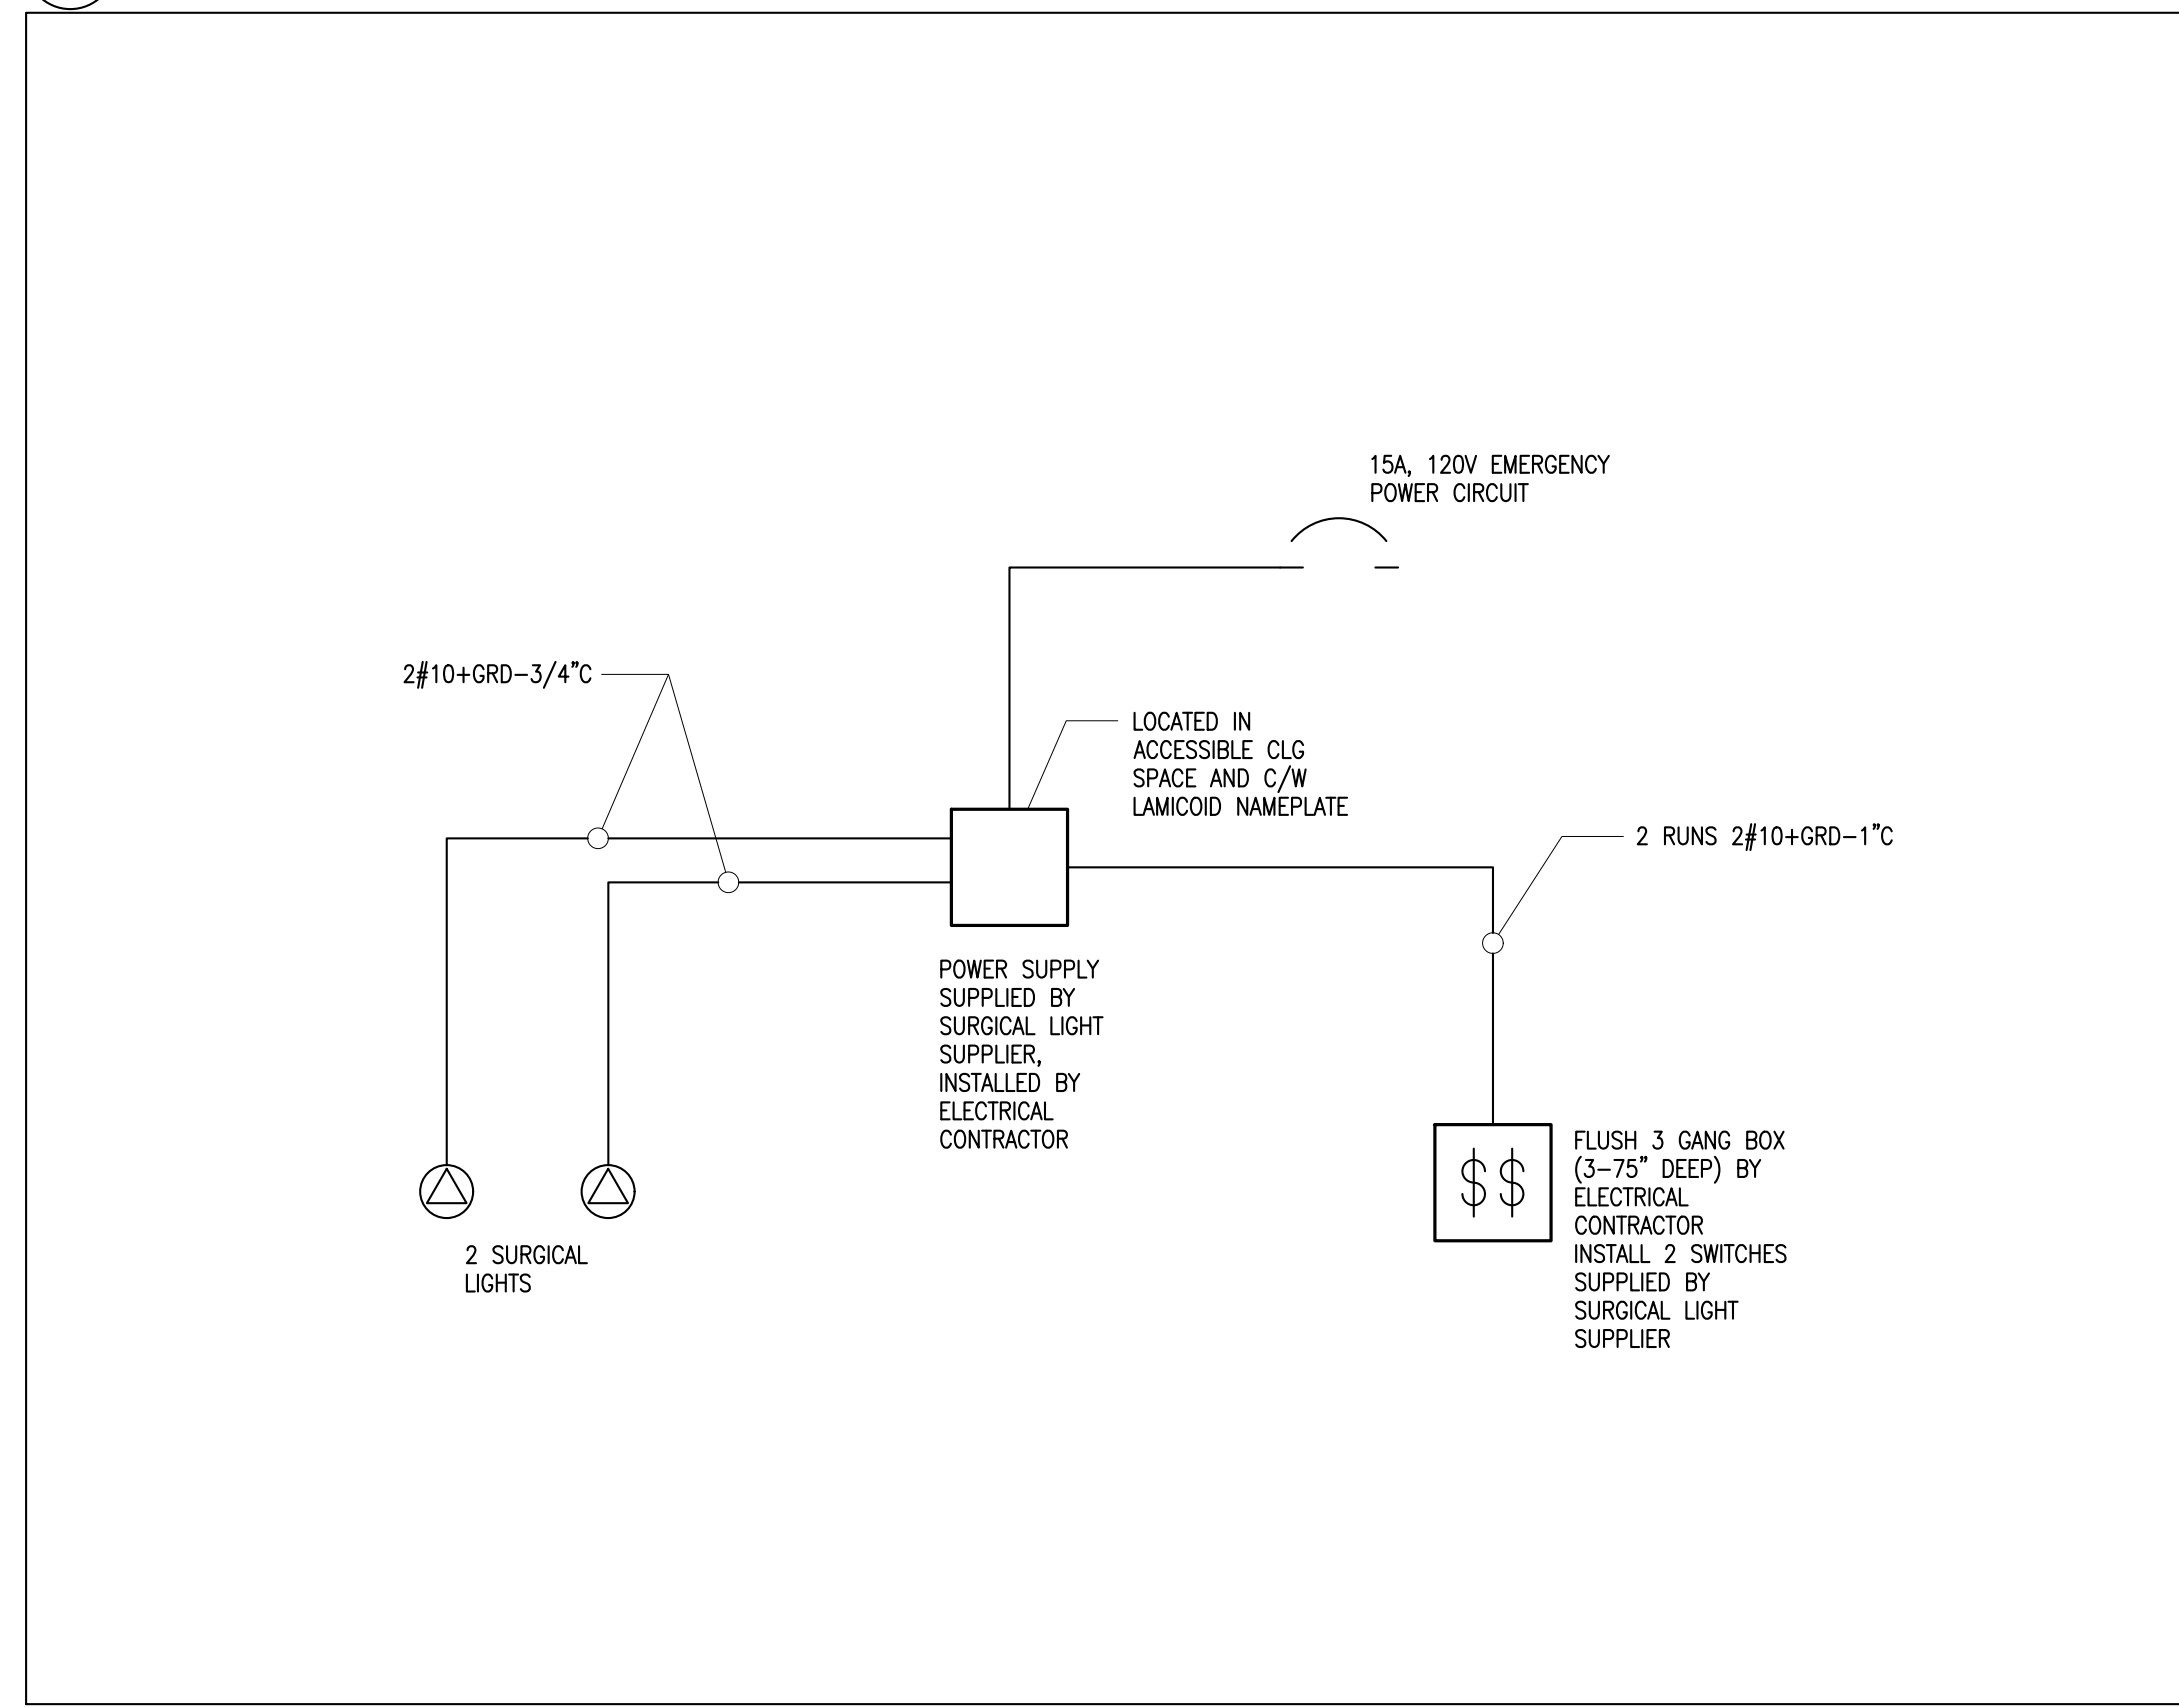 15A, 120V EMERGENCY
POWER CIRCUIT
2#10+GRD-3/4"C
LOCATED IN
ACCESSIBLE CLG
SPACE AND C/W
LAMICOID NAMEPLATE
2 RUNS 2#10+GRD-1"C
POWER SUPPLY
SUPPLIED BY
SURGICAL LIGHT
SUPPLIER,
INSTALLED BY
ELECTRICAL
CONTRACTOR
$ $
FLUSH 3 GANG BOX
(3-75" DEEP) BY
ELECTRICAL
CONTRACTOR
INSTALL 2 SWITCHES
SUPPLIED BY
SURGICAL LIGHT
SUPPLIER
2 SURGICAL
LIGHTS